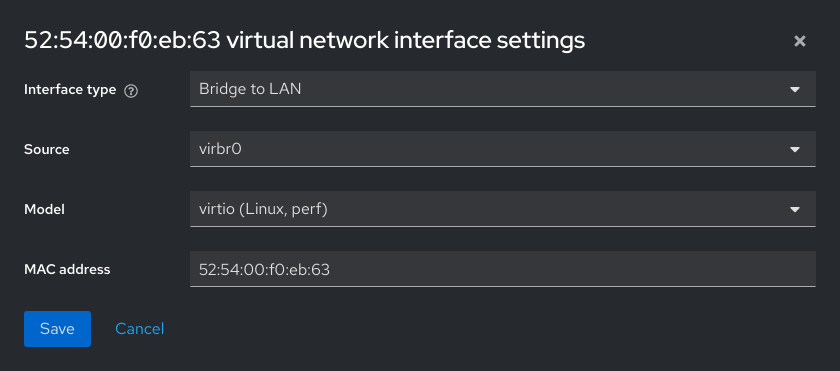 52:54:00:f0:eb:63 virtual network interface settings
Interface type Bridge to LAN
Source virbr0
Model virtio (Linux, perf)
MAC address 52:54:00:f0:eb:63
Save Cancel